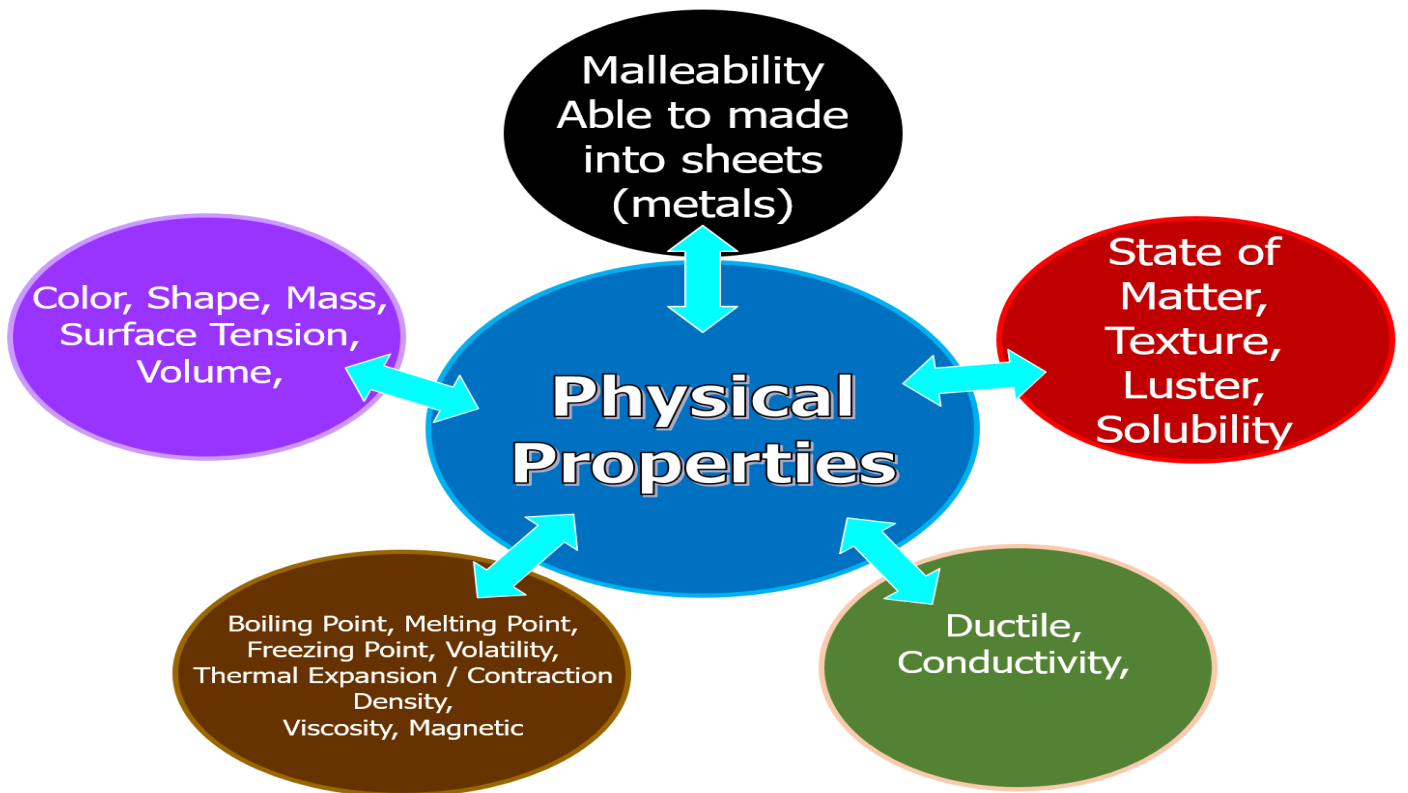 Malleability
Able to made
into sheets
(metals)
Color, Shape, Mass,
Surface Tension,
Volume,
State of
Matter,
Texture,
Luster,
Solubility
Physical
Properties
Boiling Point, Melting Point,
Freezing Point, Volatility,
Thermal Expansion / Contraction
Density,
Viscosity, Magnetic
Ductile,
Conductivity,